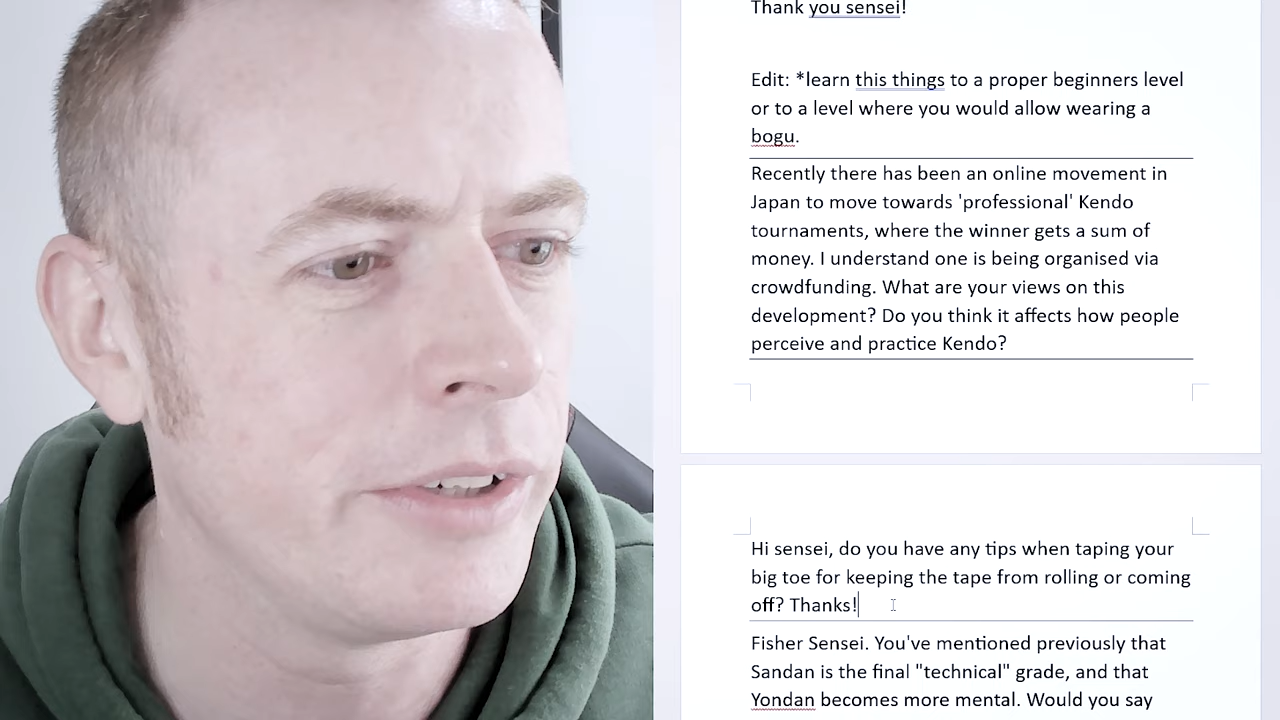 Thank you sensei!
Edit: *learn this things to a proper beginners level
or to a level where you would allow wearing a
bogu.
Recently there has been an online movement in
Japan to move towards 'professional' Kendo
tournaments, where the winner gets a sum of
money. I understand one is being organised via
crowdfunding. What are your views on this
development? Do you think it affects how people
perceive and practice Kendo?
Hi sensei, do you have any tips when taping your
big toe for keeping the tape from rolling or coming
off? Thanks!
Fisher Sensei. You've mentioned previously that
Sandan is the final "technical" grade, and that
Yondan becomes more mental. Would you say